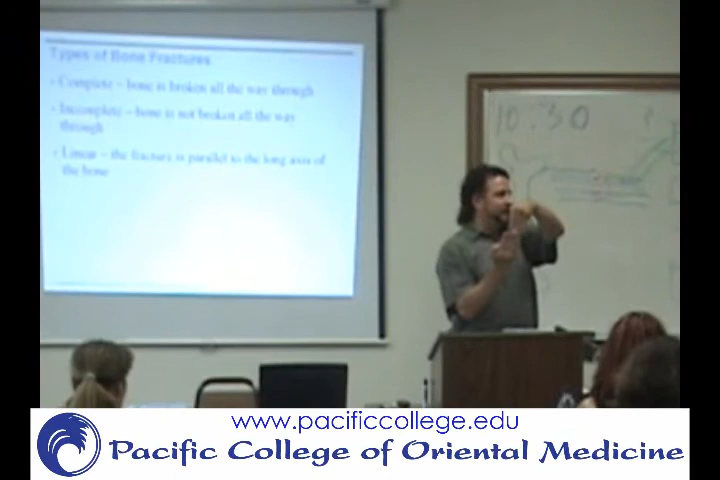 Types of Bone Fractures
• Complete – bone is broken all the way through
• Incomplete – bone is not broken all the way
through
• Linear – the fracture is parallel to the long axis of
the bone
10:30
www.pacificcollege.edu
Pacific College of Oriental Medicine